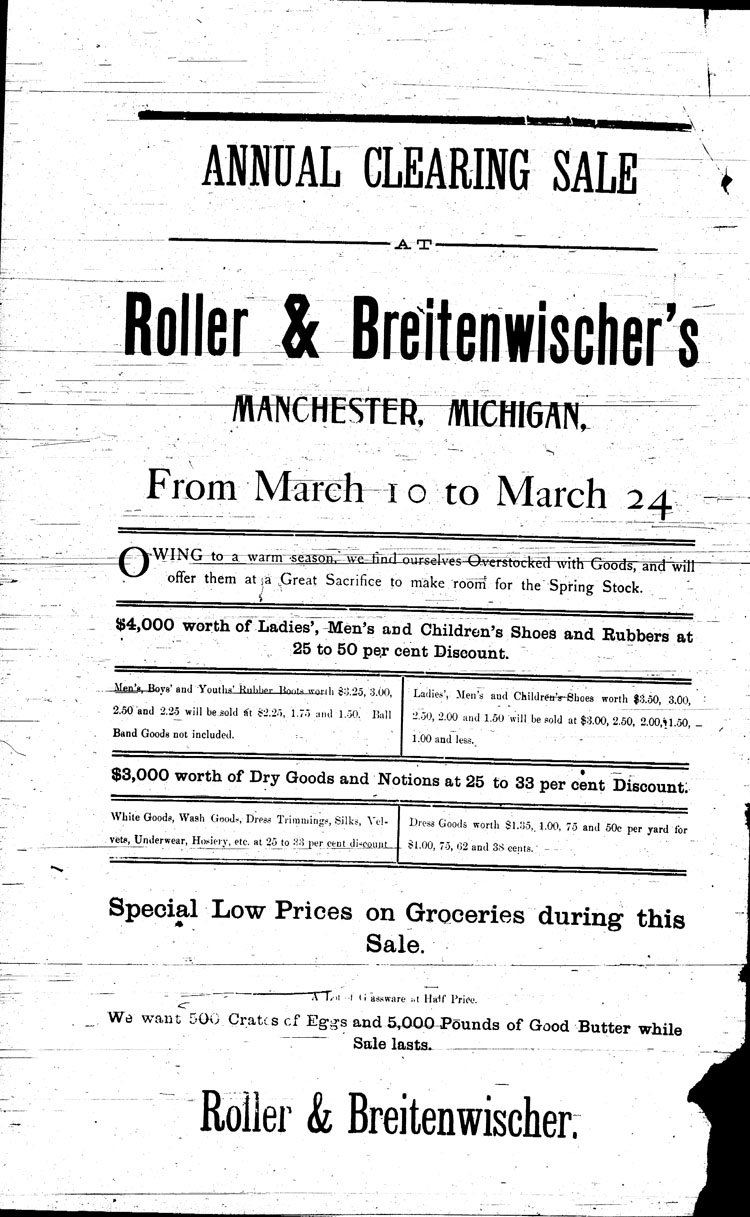 ANNUAL CLEARING SALE
AT
Roller & Breitenwischer's
MANCHESTER, MICHIGAN,
From March 10 to March 24
OWING to a warm season, we find ourselves Overstocked with Goods, and will
offer them at a Great Sacrifice to make room for the Spring Stock.
$4,000 worth of Ladies', Men's and Children's Shoes and Rubbers at
25 to 50 per cent Discount.
Men's, Boys' and Youths' Rubber Boots worth $3.25, 3.00,
2.50 and 2.25 will be sold at $2.25, 1.75 and 1.50. Ball
Band Goods not included.
Ladies', Men's and Children's Shoes worth $3.50, 3.00,
2.50, 2.00 and 1.50 will be sold at $3.00, 2.50, 2.00, $1.50,
1.00 and less.
$3,000 worth of Dry Goods and Notions at 25 to 33 per cent Discount.
White Goods, Wash Goods, Dress Trimmings, Silks, Vel-
vets, Underwear, Hosiery, etc. at 25 to 33 per cent discount
Dress Goods worth $1.35, 1.00, 75 and 50c per yard for
$1.00, 75, 62 and 38 cents.
Special Low Prices on Groceries during this
Sale.
A Lot of Glassware at Half Price.
We want 500 Crates of Eggs and 5,000 Pounds of Good Butter while
Sale lasts.
Roller & Breitenwischer.